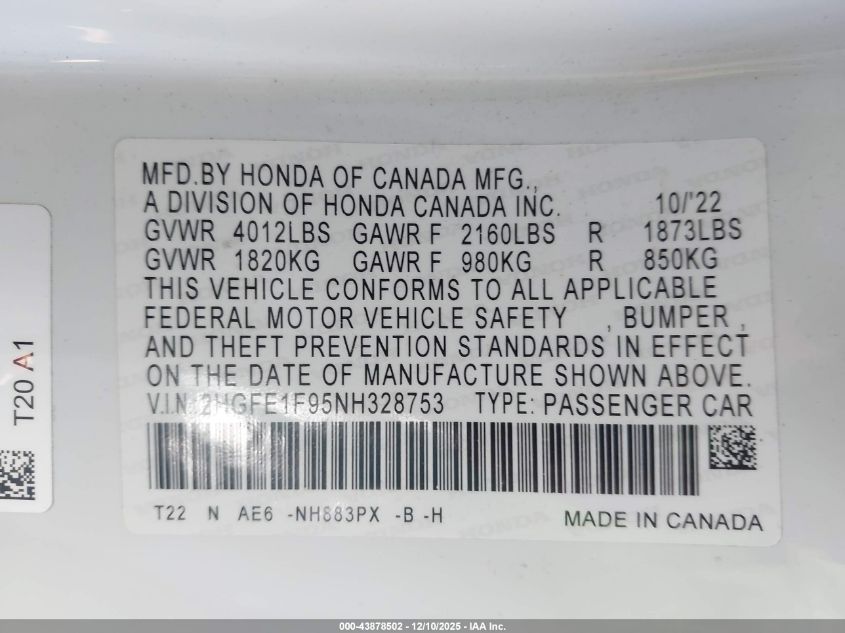 MFD.BY HONDA OF CANADA MFG.,
A DIVISION OF HONDA CANADA INC. 10/'22
GVWR 4012LBS GAWR F 2160LBS R 1873LBS
GVWR 1820KG GAWR F 980KG R 850KG
THIS VEHICLE CONFORMS TO ALL APPLICABLE
FEDERAL MOTOR VEHICLE SAFETY , BUMPER ,
AND THEFT PREVENTION STANDARDS IN EFFECT
ON THE DATE OF MANUFACTURE SHOWN ABOVE.
V.I.N: 2HGFE1F95NH328753 TYPE: PASSENGER CAR
T22 N AE6 -NH883PX -B -H MADE IN CANADA
T20 A1
000-43878502 - 12/10/2025 - IAA Inc.